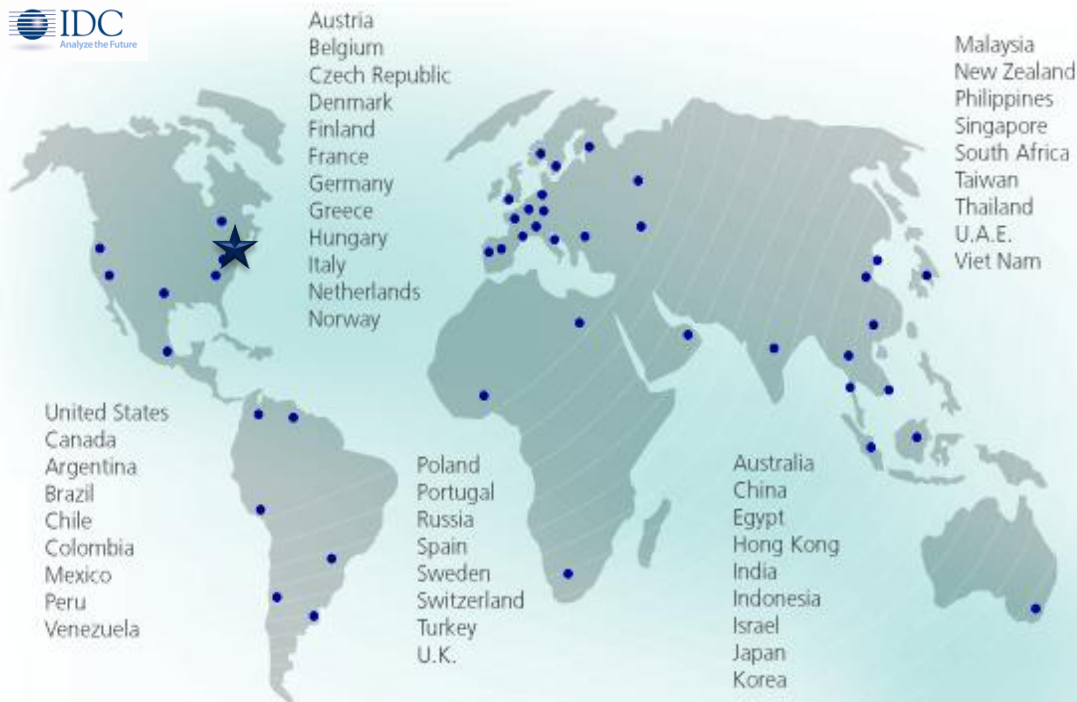 IDC
Analyze the Future
Austria
Belgium
Czech Republic
Denmark
Finland
France
Germany
Greece
Hungary
Italy
Netherlands
Norway
Malaysia
New Zealand
Philippines
Singapore
South Africa
Taiwan
Thailand
U.A.E.
Viet Nam
United States
Canada
Argentina
Brazil
Chile
Colombia
Mexico
Peru
Venezuela
Poland
Portugal
Russia
Spain
Sweden
Switzerland
Turkey
U.K.
Australia
China
Egypt
Hong Kong
India
Indonesia
Israel
Japan
Korea